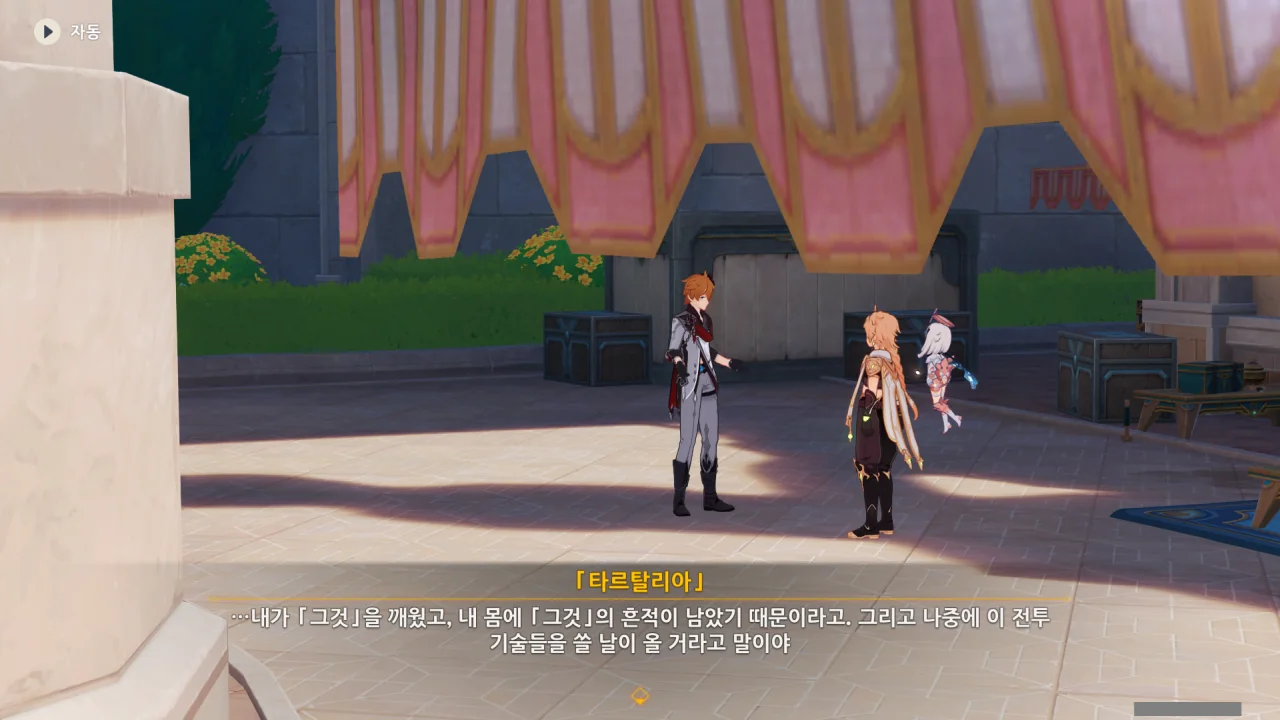 자동
「타르탈리아」
…내가 「그것」을 깨웠고, 내 몸에 「그것」의 흔적이 남았기 때문이라고. 그리고 나중에 이 전투
기술들을 쓸 날이 올 거라고 말이야